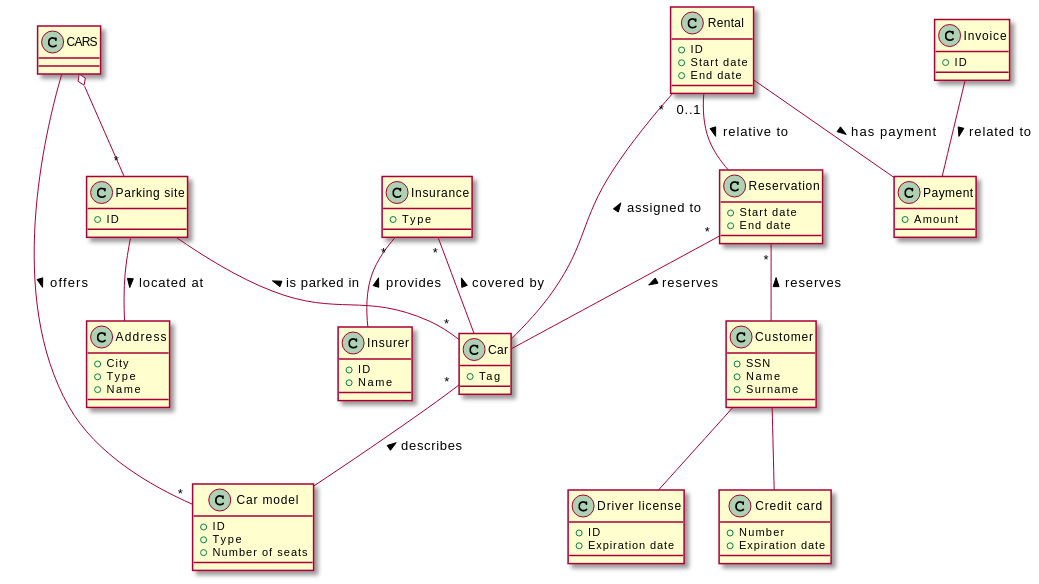 C CARS
C Rental
ID
Start date
End date
C Invoice
ID
*
0..1
relative to
has payment
related to
*
C Parking site
ID
C Insurance
Type
C Reservation
Start date
End date
C Payment
Amount
assigned to
*
*
*
*
offers
located at
is parked in
provides
covered by
reserves
reserves
*
C Address
City
Type
Name
C Insurer
ID
Name
C Car
Tag
C Customer
SSN
Name
Surname
*
describes
*
C Car model
ID
Type
Number of seats
C Driver license
ID
Expiration date
C Credit card
Number
Expiration date